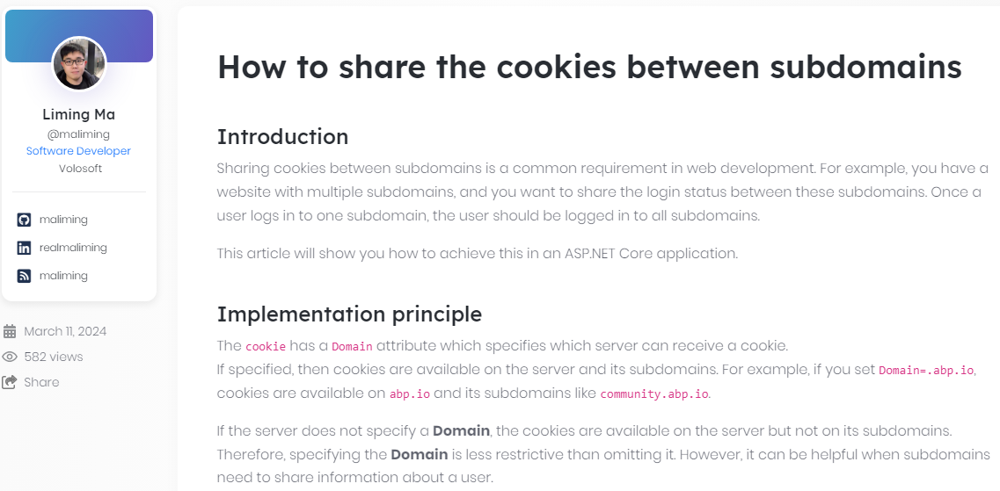 Liming Ma
@maliming
Software Developer
Volosoft
maliming
realmaliming
maliming
March 11, 2024
582 views
Share
How to share the cookies between subdomains
Introduction
Sharing cookies between subdomains is a common requirement in web development. For example, you have a
website with multiple subdomains, and you want to share the login status between these subdomains. Once a
user logs in to one subdomain, the user should be logged in to all subdomains.
This article will show you how to achieve this in an ASP.NET Core application.
Implementation principle
The cookie has a Domain attribute which specifies which server can receive a cookie.
If specified, then cookies are available on the server and its subdomains. For example, if you set Domain=.abp.io,
cookies are available on abp.io and its subdomains like community.abp.io.
If the server does not specify a Domain, the cookies are available on the server but not on its subdomains.
Therefore, specifying the Domain is less restrictive than omitting it. However, it can be helpful when subdomains
need to share information about a user.